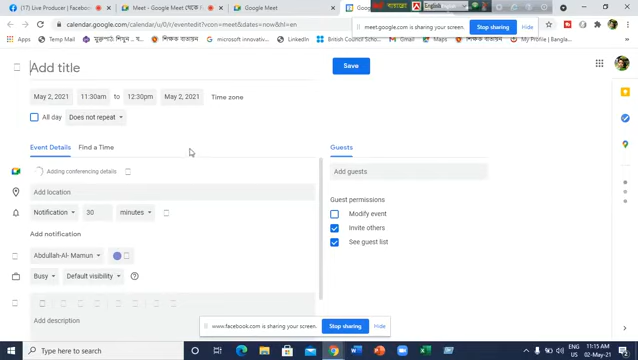 (17) Live Producer | Facebook
Meet - Google Meet থেকে
Google Meet
English
calendar.google.com/calendar/u/0/r/eventedit?vcon=meet&dates=now&hl=en
meet.google.com is sharing your screen.
Stop sharing
Hide
Apps
Temp Mail
মুক্তপাঠ: শিক্ষক
microsoft innovativ...
LinkedIn
British Council Scho...
Gmail
Maps
My Profile | Bangla...
Add title
Save
May 2, 2021
11:30am
to
12:30pm
May 2, 2021
Time zone
All day
Does not repeat
Event Details
Find a Time
Guests
Adding conferencing details
Add guests
Add location
Guest permissions
Notification
30
minutes
Modify event
Invite others
Add notification
See guest list
Abdullah-Al- Mamun
Busy
Default visibility
Add description
www.facebook.com is sharing your screen.
Stop sharing
Hide
Type here to search
ENG
US
11:15 AM
02-May-21